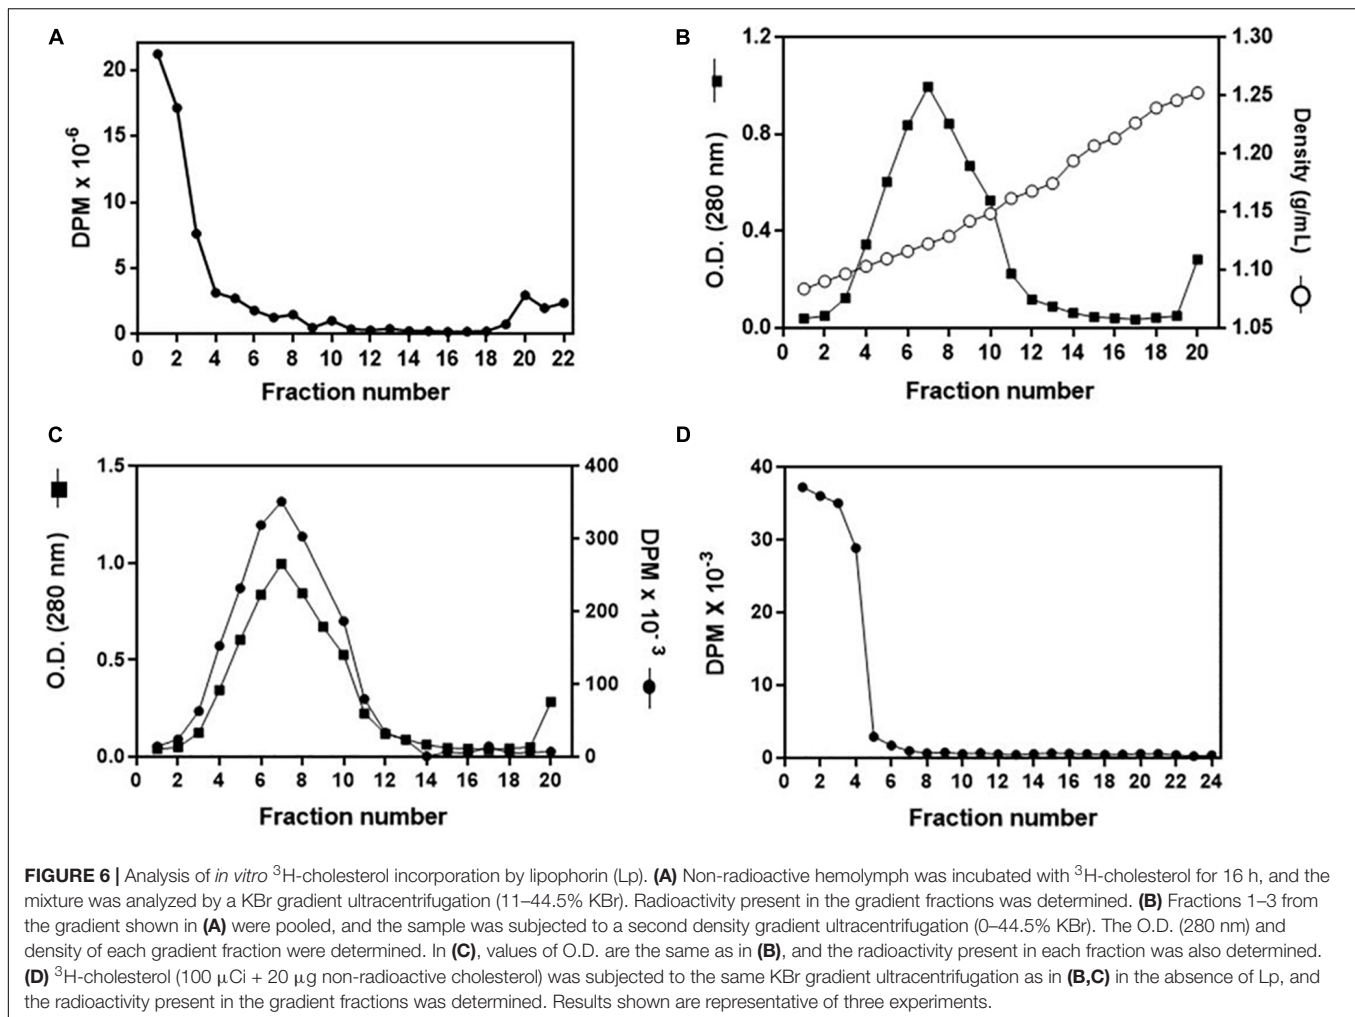 A
DPM x 10-6
20
15
10
5
0
0 2 4 6 8 10 12 14 16 18 20 22
Fraction number
B
O.D. (280 nm)
1.2
0.8
0.4
0.0
0 2 4 6 8 10 12 14 16 18 20
Fraction number
1.30
1.25
1.20
1.15
1.10
1.05
Density (g/mL)
C
O.D. (280 nm)
1.5
1.0
0.5
0.0
0 2 4 6 8 10 12 14 16 18 20
Fraction number
400
300
200
100
0
DPM x 10-3
D
DPM X 10-3
40
30
20
10
0
0 2 4 6 8 10 12 14 16 18 20 22 24
Fraction number
FIGURE 6 | Analysis of in vitro 3H-cholesterol incorporation by lipophorin (Lp). (A) Non-radioactive hemolymph was incubated with 3H-cholesterol for 16 h, and the
mixture was analyzed by a KBr gradient ultracentrifugation (11–44.5% KBr). Radioactivity present in the gradient fractions was determined. (B) Fractions 1–3 from
the gradient shown in (A) were pooled, and the sample was subjected to a second density gradient ultracentrifugation (0–44.5% KBr). The O.D. (280 nm) and
density of each gradient fraction were determined. In (C), values of O.D. are the same as in (B), and the radioactivity present in each fraction was also determined.
(D) 3H-cholesterol (100 μCi + 20 μg non-radioactive cholesterol) was subjected to the same KBr gradient ultracentrifugation as in (B,C) in the absence of Lp, and
the radioactivity present in the gradient fractions was determined. Results shown are representative of three experiments.